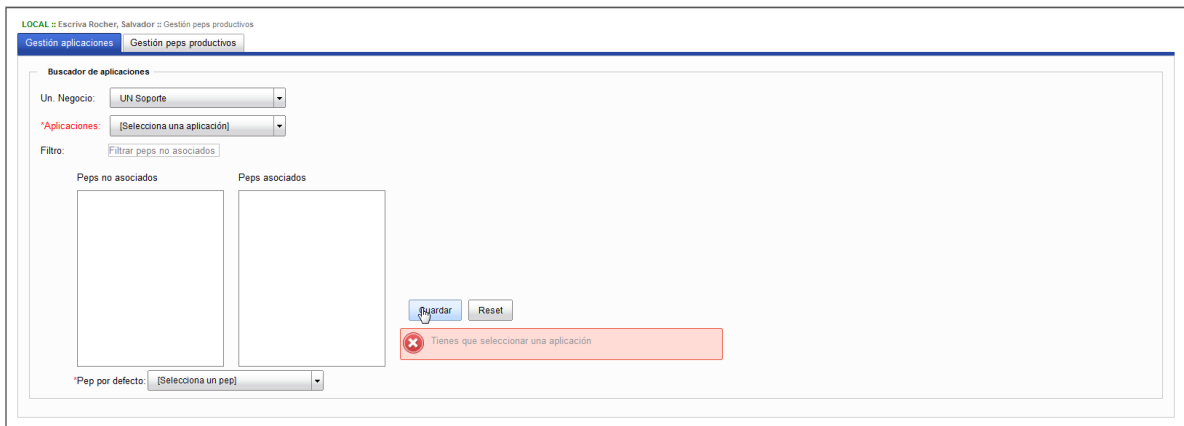 LOCAL :: Escriva Rocher, Salvador :: Gestión peps productivos
Gestión aplicaciones Gestión peps productivos
Buscador de aplicaciones
Un. Negocio: UN Soporte
*Aplicaciones: [Selecciona una aplicación]
Filtro: Filtrar peps no asociados
Peps no asociados Peps asociados
Guardar Reset
Tienes que seleccionar una aplicación
*Pep por defecto: [Selecciona un pep]